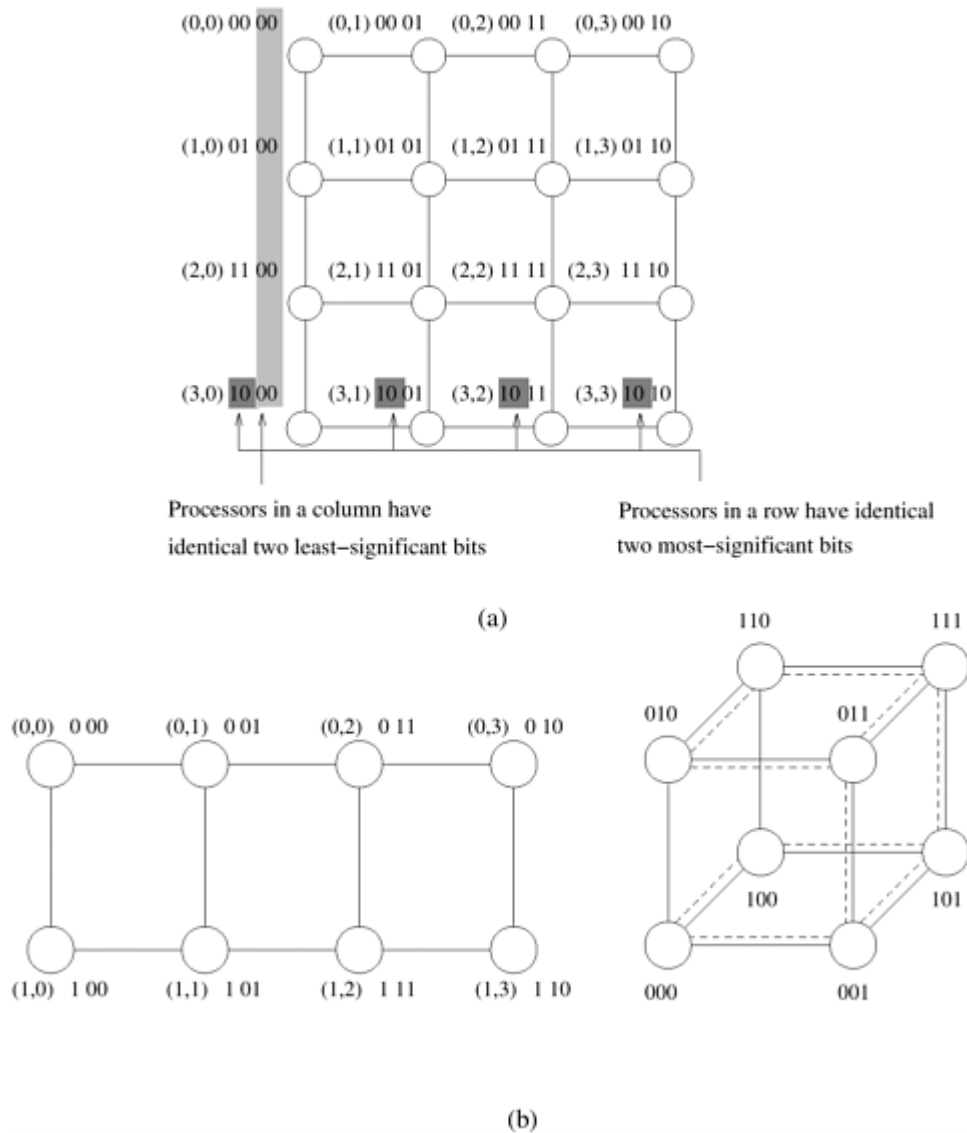 (0,0) 00 00 (0,1) 00 01 (0,2) 00 11 (0,3) 00 10
(1,0) 01 00 (1,1) 01 01 (1,2) 01 11 (1,3) 01 10
(2,0) 11 00 (2,1) 11 01 (2,2) 11 11 (2,3) 11 10
(3,0) 10 00 (3,1) 10 01 (3,2) 10 11 (3,3) 10 10
Processors in a column have
identical two least−significant bits
Processors in a row have identical
two most−significant bits
(a)
110 111
(0,0) 0 00 (0,1) 0 01 (0,2) 0 11 (0,3) 0 10
010 011
100 101
(1,0) 1 00 (1,1) 1 01 (1,2) 1 11 (1,3) 1 10
000 001
(b)